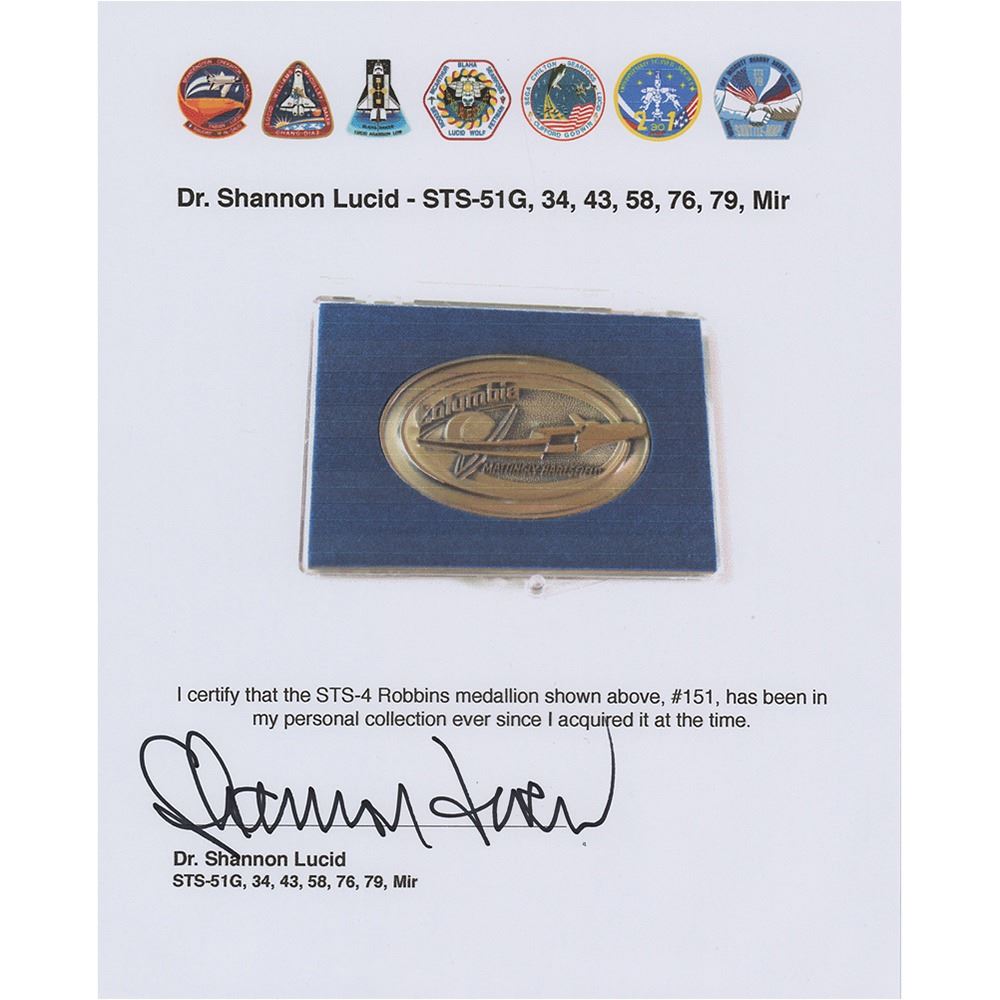 Dr. Shannon Lucid - STS-51G, 34, 43, 58, 76, 79, Mir
Columbia
MATTINGLY HARTSFIELD
I certify that the STS-4 Robbins medallion shown above, #151, has been in
my personal collection ever since I acquired it at the time.
Shannon Lucid
Dr. Shannon Lucid
STS-51G, 34, 43, 58, 76, 79, Mir